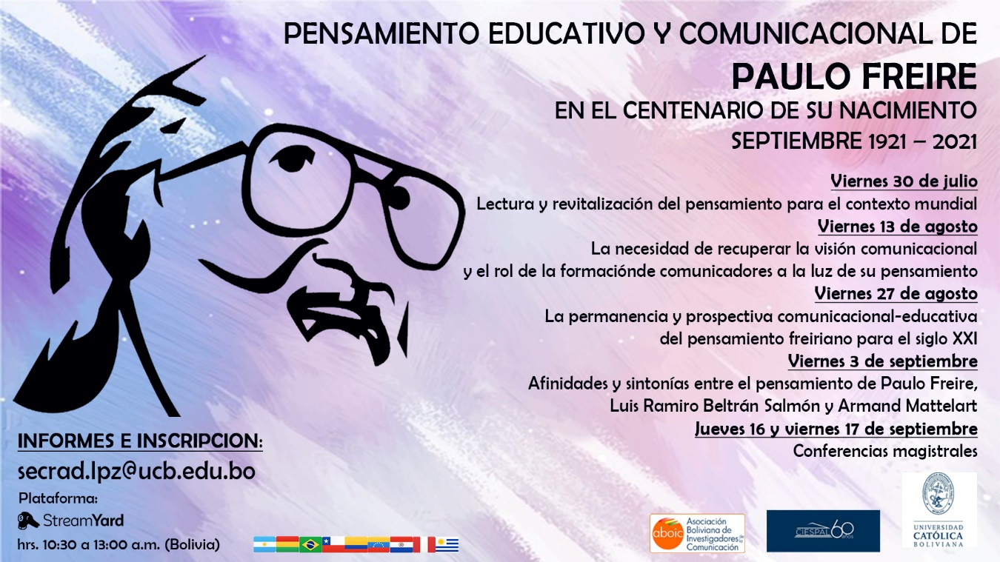 PENSAMIENTO EDUCATIVO Y COMUNICACIONAL DE
PAULO FREIRE
EN EL CENTENARIO DE SU NACIMIENTO
SEPTIEMBRE 1921 – 2021
Viernes 30 de julio
Lectura y revitalización del pensamiento para el contexto mundial
Viernes 13 de agosto
La necesidad de recuperar la visión comunicacional
y el rol de la formaciónde comunicadores a la luz de su pensamiento
Viernes 27 de agosto
La permanencia y prospectiva comunicacional-educativa
del pensamiento freiriano para el siglo XXI
Viernes 3 de septiembre
Afinidades y sintonías entre el pensamiento de Paulo Freire,
Luis Ramiro Beltrán Salmón y Armand Mattelart
Jueves 16 y viernes 17 de septiembre
Conferencias magistrales
INFORMES E INSCRIPCION:
secrad.lpz@ucb.edu.bo
Plataforma:
StreamYard
hrs. 10:30 a 13:00 a.m. (Bolivia)
aboic
Asociación
Boliviana de
Investigadores de la
Comunicación
CIESPAL 60 años
UNIVERSIDAD
CATÓLICA
BOLIVIANA